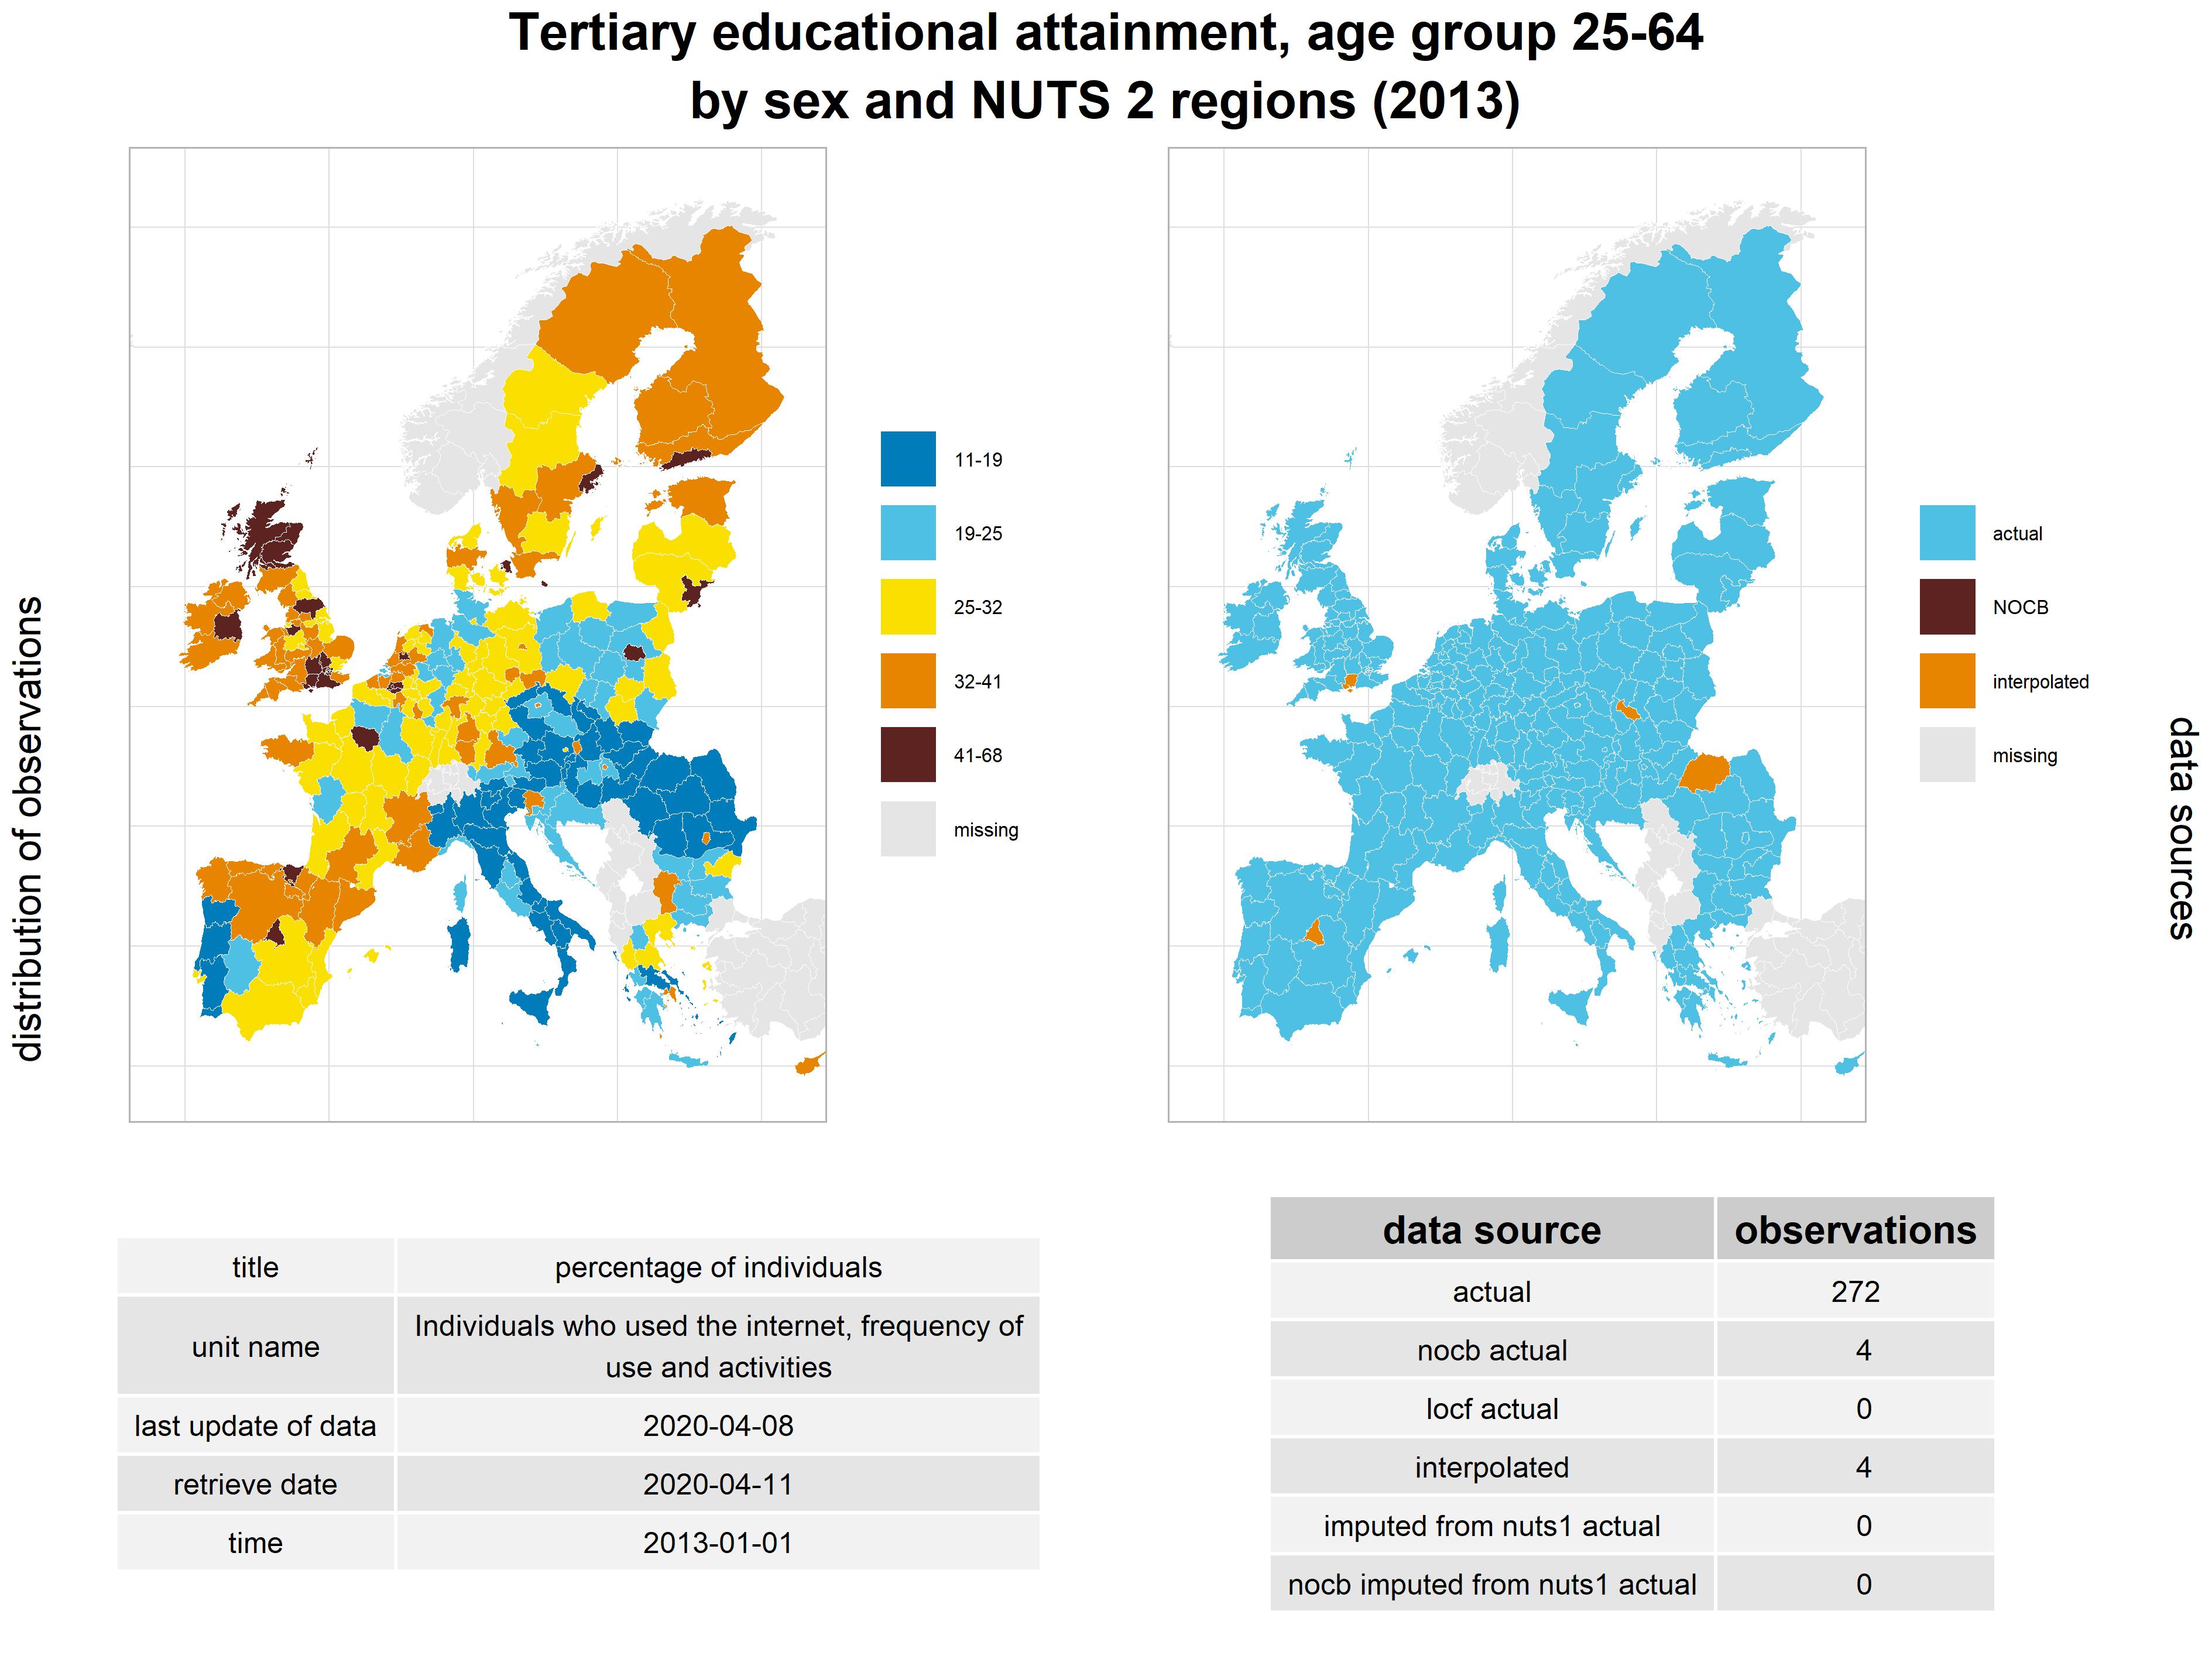 Tertiary educational attainment, age group 25-64
by sex and NUTS 2 regions (2013)
distribution of observations
11-19
19-25
25-32
32-41
41-68
missing
actual
NOCB
interpolated
missing
data sources
title percentage of individuals
unit name Individuals who used the internet, frequency of
use and activities
last update of data 2020-04-08
retrieve date 2020-04-11
time 2013-01-01
data source observations
actual 272
nocb actual 4
locf actual 0
interpolated 4
imputed from nuts1 actual 0
nocb imputed from nuts1 actual 0